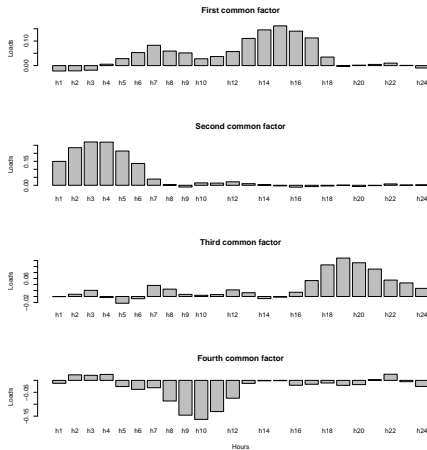 First common factor
Loads
0.10
0.00
h1 h2 h3 h4 h5 h6 h7 h8 h9 h10 h12 h14 h16 h18 h20 h22 h24
Second common factor
Loads
0.15
0.00
h1 h2 h3 h4 h5 h6 h7 h8 h9 h10 h12 h14 h16 h18 h20 h22 h24
Third common factor
Loads
0.06
−0.02
h1 h2 h3 h4 h5 h6 h7 h8 h9 h10 h12 h14 h16 h18 h20 h22 h24
Fourth common factor
Loads
−0.05
−0.15
h1 h2 h3 h4 h5 h6 h7 h8 h9 h10 h12 h14 h16 h18 h20 h22 h24
Hours